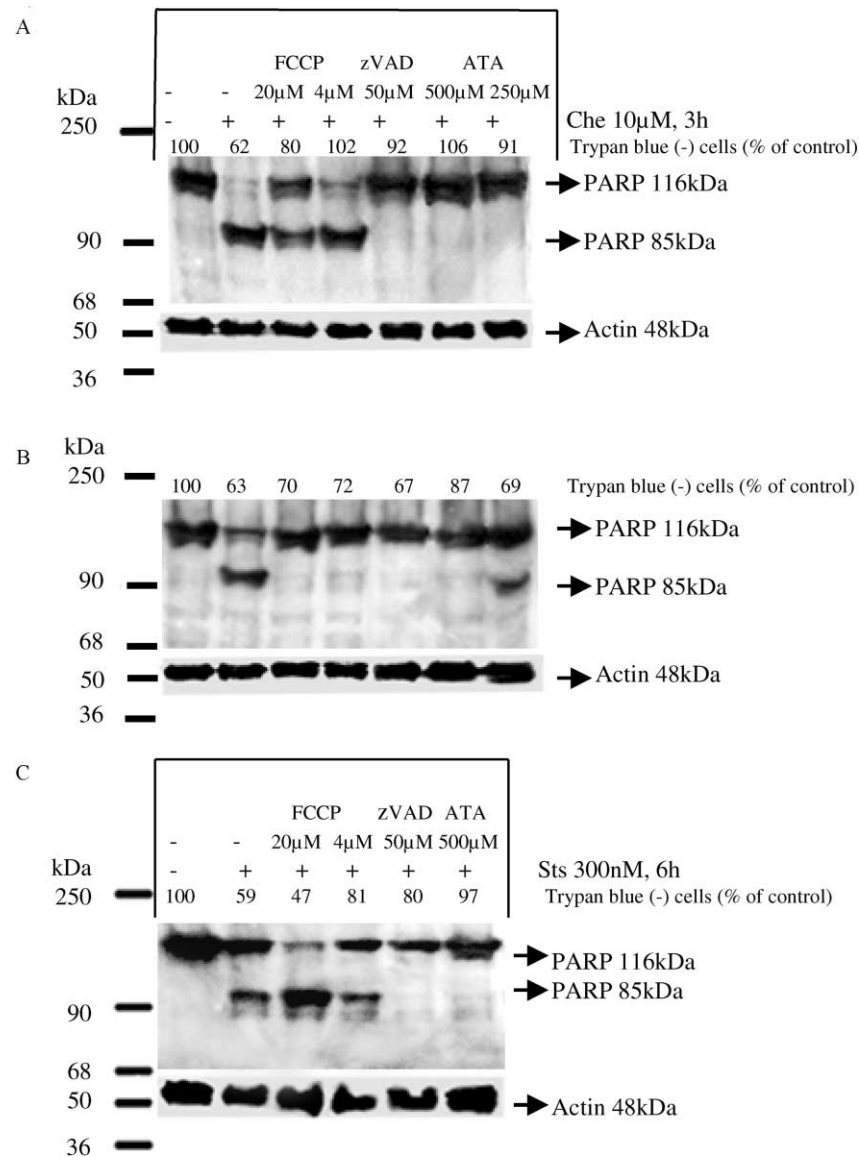 A
FCCP zVAD ATA
- - 20µM 4µM 50µM 500µM 250µM
kDa
- + + + + + + Che 10µM, 3h
250
100 62 80 102 92 106 91 Trypan blue (-) cells (% of control)
PARP 116kDa
90 PARP 85kDa
68
50 Actin 48kDa
36
B
kDa
250
100 63 70 72 67 87 69 Trypan blue (-) cells (% of control)
PARP 116kDa
90 PARP 85kDa
68
50 Actin 48kDa
36
C
FCCP zVAD ATA
- - 20µM 4µM 50µM 500µM
kDa
- + + + + + Sts 300nM, 6h
250 100 59 47 81 80 97 Trypan blue (-) cells (% of control)
PARP 116kDa
PARP 85kDa
90
68
50 Actin 48kDa
36